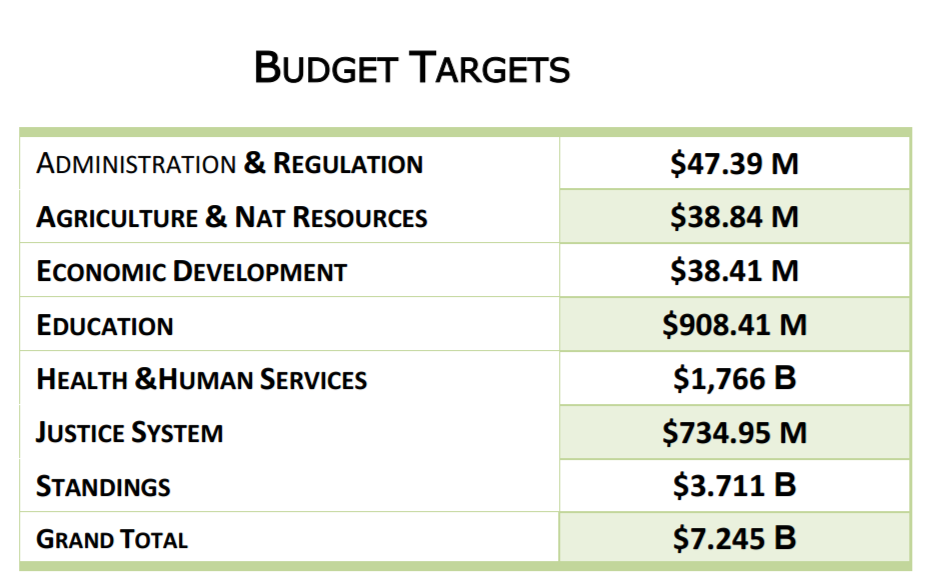 BUDGET TARGETS
ADMINISTRATION & REGULATION $47.39 M
AGRICULTURE & NAT RESOURCES $38.84 M
ECONOMIC DEVELOPMENT $38.41 M
EDUCATION $908.41 M
HEALTH &HUMAN SERVICES $1,766 B
JUSTICE SYSTEM $734.95 M
STANDINGS $3.711 B
GRAND TOTAL $7.245 B